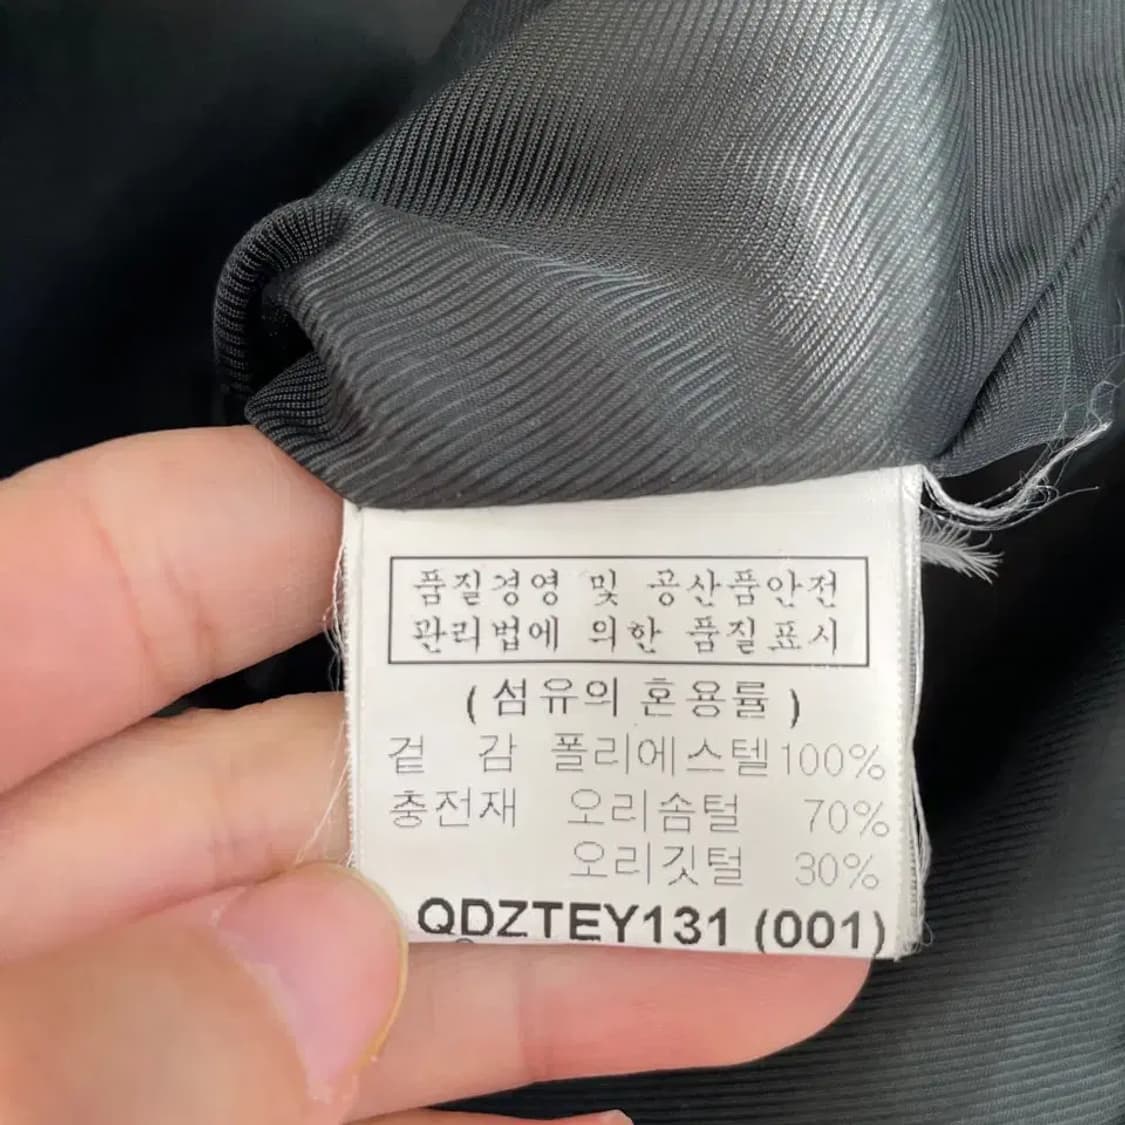 품질경영 및 공산품안전
관리법에 의한 품질표시
(섬유의 혼용률)
겉 감 폴리에스텔100%
충전재 오리솜털 70%
오리깃털 30%
QDZTEY131 (001)